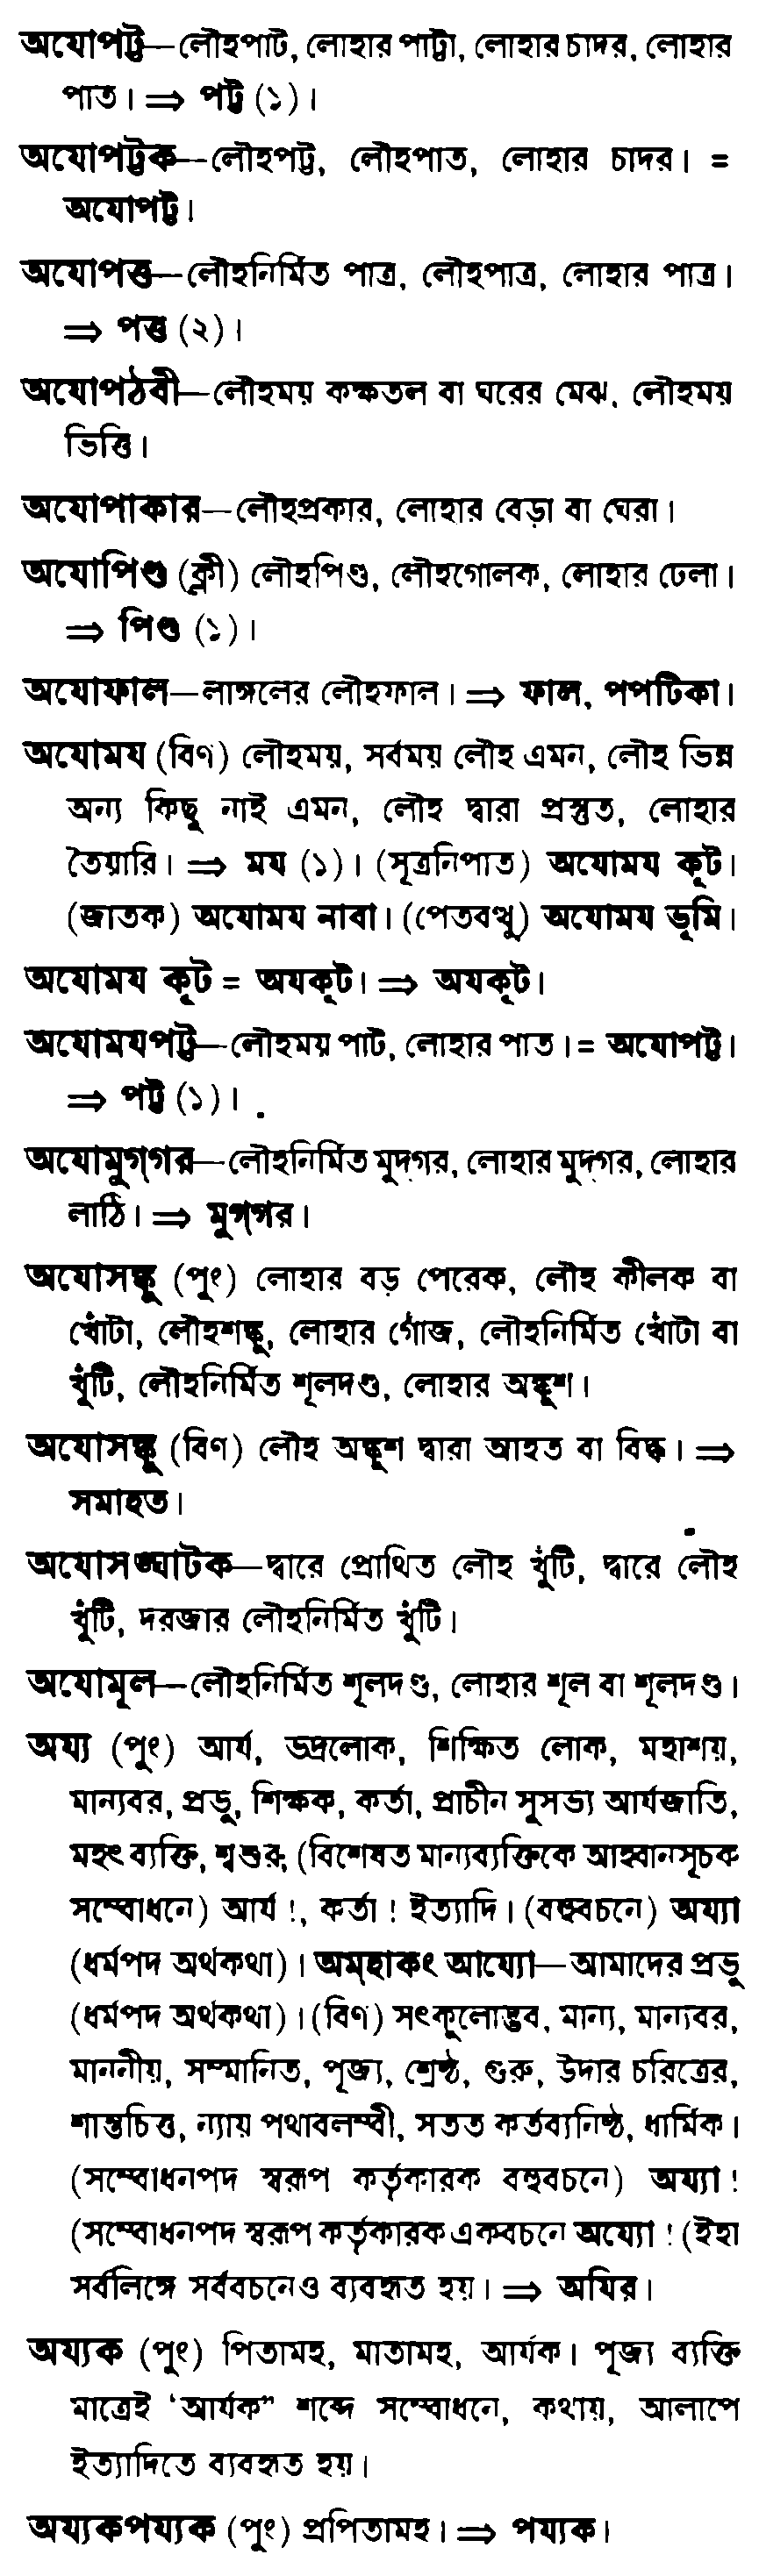 অযোপট্ট—লৌহপাট, লোহার পাট্টা, লোহার চাদর, লোহার
পাত। ⇒ পট্ট (১)।
অযোপট্টক—লৌহপট্ট, লৌহপাত, লোহার চাদর। =
অযোপট্ট।
অযোপত্ত—লৌহনির্মিত পাত্র, লৌহপাত্র, লোহার পাত্র।
⇒ পত্ত (২)।
অযোপঠবী—লৌহময় কক্ষতল বা ঘরের মেঝ, লৌহময়
ভিত্তি।
অযোপাকার—লৌহপ্রকার, লোহার বেড়া বা ঘেরা।
অযোপিণ্ড (ক্লী) লৌহপিণ্ড, লৌহগোলক, লোহার ঢেলা।
⇒ পিণ্ড (১)।
অযোফাল—লাঙ্গলের লৌহফাল। ⇒ ফাল, পপটিকা।
অযোময (বিণ) লৌহময়, সর্বময় লৌহ এমন, লৌহ ভিন্ন
অন্য কিছু নাই এমন, লৌহ দ্বারা প্রস্তুত, লোহার
তৈয়ারি। ⇒ ময (১)। (সূত্রনিপাত) অযোময কূট।
(জাতক) অযোময নাবা। (পেতবত্থু) অযোময ভূমি।
অযোময কূট = অযকূট। ⇒ অযকূট।
অযোমযপট্ট—লৌহময় পাট, লোহার পাত। = অযোপট্ট।
⇒ পট্ট (১)।
অযোমুগ্গর—লৌহনির্মিত মুদ্গর, লোহার মুদ্গর, লোহার
লাঠি। ⇒ মুগ্গর।
অযোসঙ্কু (পুং) লোহার বড় পেরেক, লৌহ কীলক বা
খোঁটা, লৌহশঙ্কু, লোহার গোঁজ, লৌহনির্মিত খোঁটা বা
খুঁটি, লৌহনির্মিত শূলদণ্ড, লোহার অঙ্কুশ।
অযোসঙ্কু (বিণ) লৌহ অঙ্কুশ দ্বারা আহত বা বিদ্ধ। ⇒
সমাহত।
অযোসঙ্ঘাটক—দ্বারে প্রোথিত লৌহ খুঁটি, দ্বারে লৌহ
খুঁটি, দরজার লৌহনির্মিত খুঁটি।
অযোমূল—লৌহনির্মিত শূলদণ্ড, লোহার শূল বা শূলদণ্ড।
অয্য (পুং) আর্য, ভদ্রলোক, শিক্ষিত লোক, মহাশয়,
মান্যবর, প্রভু, শিক্ষক, কর্তা, প্রাচীন সুসভ্য আর্যজাতি,
মহৎ ব্যক্তি, শ্বশুর; (বিশেষত মান্যব্যক্তিকে আহ্বানসূচক
সম্বোধনে) আর্য !, কর্তা ! ইত্যাদি। (বহুবচনে) অয্যা
(ধর্মপদ অর্থকথা)। অম্হাকং আয্যো—আমাদের প্রভু
(ধর্মপদ অর্থকথা)। (বিণ) সৎকুলোদ্ভব, মান্য, মান্যবর,
মাননীয়, সম্মানিত, পূজ্য, শ্রেষ্ঠ, গুরু, উদার চরিত্রের,
শান্তচিত্ত, ন্যায় পথাবলম্বী, সতত কর্তব্যনিষ্ঠ, ধার্মিক।
(সম্বোধনপদ স্বরূপ কর্তৃকারক বহুবচনে) অয্যা !
(সম্বোধনপদ স্বরূপ কর্তৃকারক একবচনে অয্যো ! (ইহা
সর্বলিঙ্গে সর্ববচনেও ব্যবহৃত হয়। ⇒ অযির।
অয্যক (পুং) পিতামহ, মাতামহ, আর্যক। পূজ্য ব্যক্তি
মাত্রেই ‘আর্যক” শব্দে সম্বোধনে, কথায়, আলাপে
ইত্যাদিতে ব্যবহৃত হয়।
অয্যকপয্যক (পুং) প্রপিতামহ। ⇒ পয্যক।